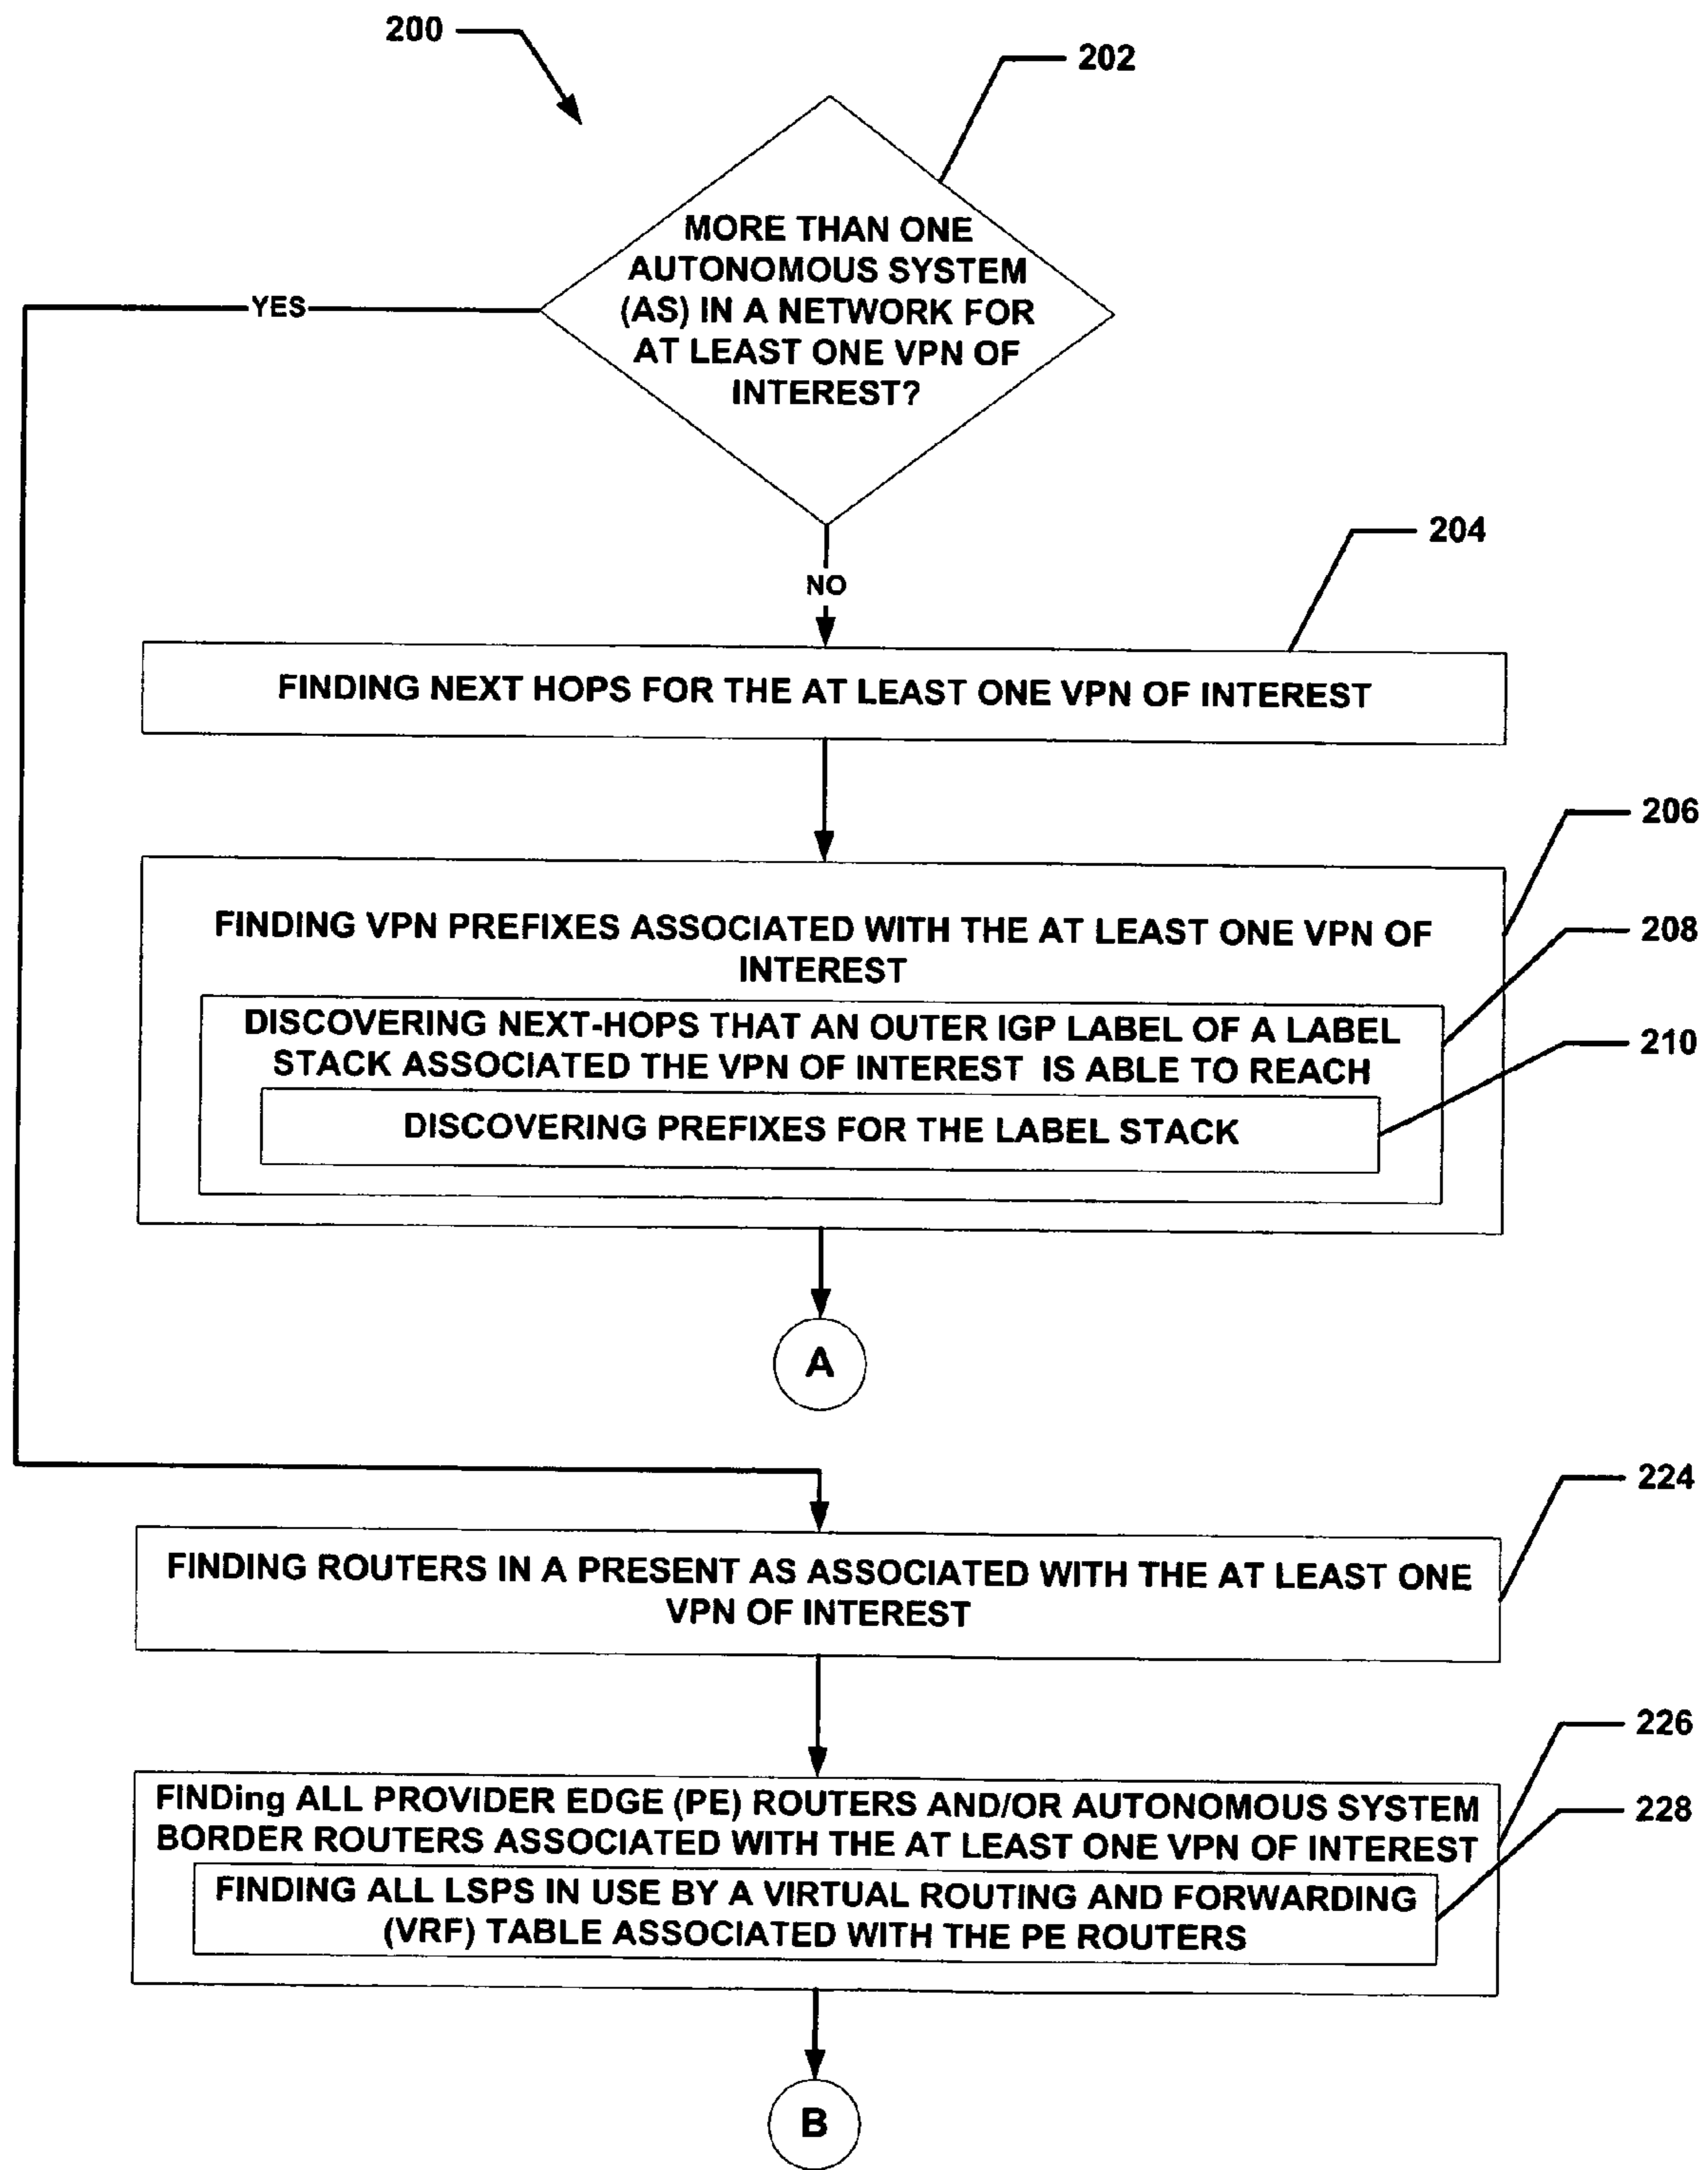 200
202
MORE THAN ONE
AUTONOMOUS SYSTEM
(AS) IN A NETWORK FOR
AT LEAST ONE VPN OF
INTEREST?
YES
NO
204
FINDING NEXT HOPS FOR THE AT LEAST ONE VPN OF INTEREST
206
FINDING VPN PREFIXES ASSOCIATED WITH THE AT LEAST ONE VPN OF
INTEREST
208
DISCOVERING NEXT-HOPS THAT AN OUTER IGP LABEL OF A LABEL
STACK ASSOCIATED THE VPN OF INTEREST IS ABLE TO REACH
210
DISCOVERING PREFIXES FOR THE LABEL STACK
A
224
FINDING ROUTERS IN A PRESENT AS ASSOCIATED WITH THE AT LEAST ONE
VPN OF INTEREST
226
FINDing ALL PROVIDER EDGE (PE) ROUTERS AND/OR AUTONOMOUS SYSTEM
BORDER ROUTERS ASSOCIATED WITH THE AT LEAST ONE VPN OF INTEREST
228
FINDING ALL LSPS IN USE BY A VIRTUAL ROUTING AND FORWARDING
(VRF) TABLE ASSOCIATED WITH THE PE ROUTERS
B